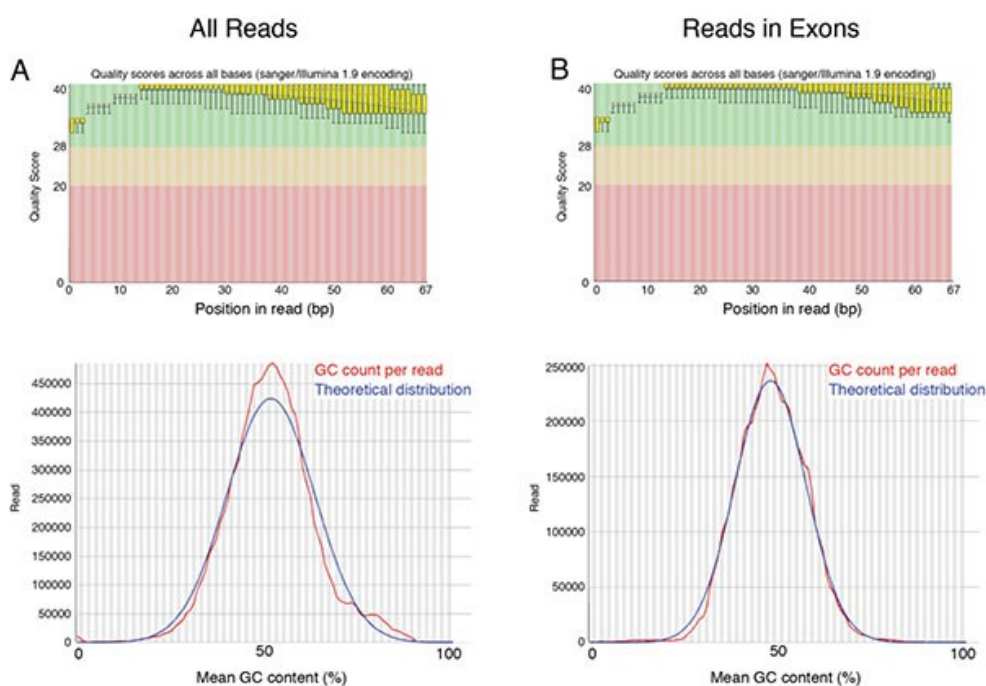 All Reads
Reads in Exons
A
Quality scores across all bases (sanger/Illumina 1.9 encoding)
40
28
20
0
Quality Score
0 10 20 30 40 50 60 67
Position in read (bp)
B
Quality scores across all bases (sanger/Illumina 1.9 encoding)
40
28
20
0
Quality Score
0 10 20 30 40 50 60 67
Position in read (bp)
GC count per read
Theoretical distribution
450000
400000
350000
300000
250000
200000
150000
100000
50000
0
Read
0 50 100
Mean GC content (%)
GC count per read
Theoretical distribution
250000
200000
150000
100000
50000
0
Read
0 50 100
Mean GC content (%)